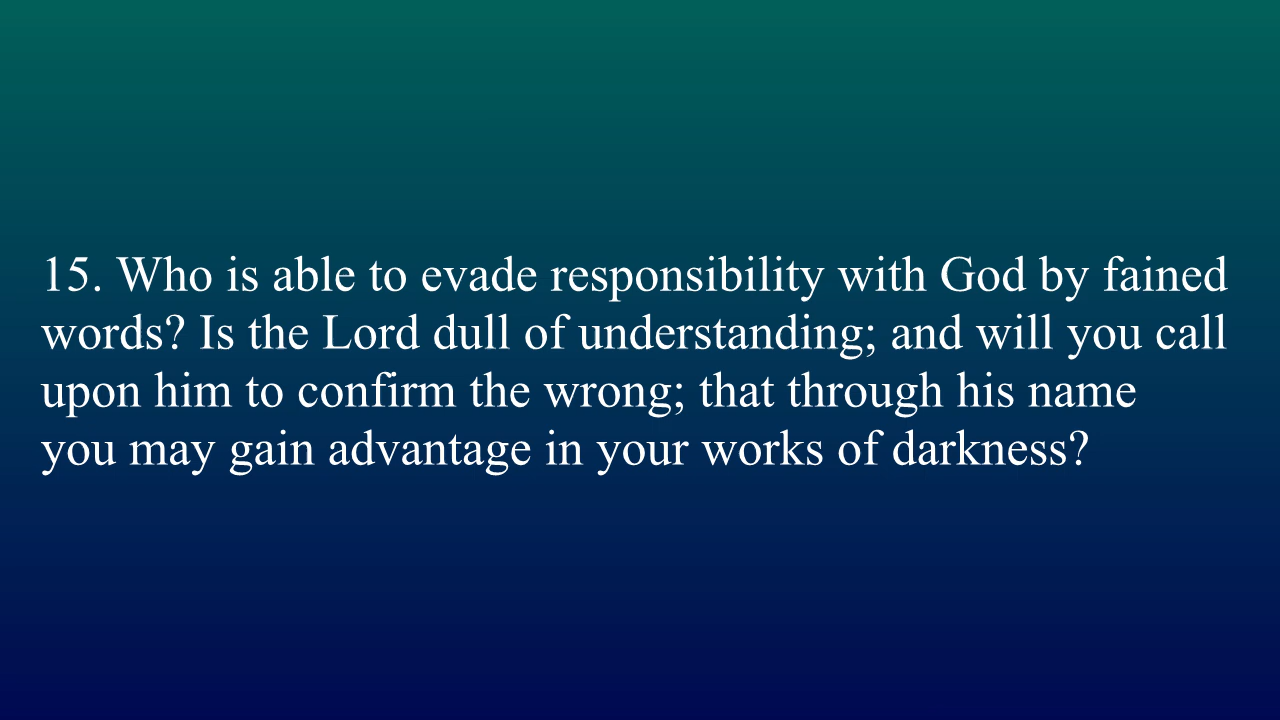 15. Who is able to evade responsibility with God by fained
words? Is the Lord dull of understanding; and will you call
upon him to confirm the wrong; that through his name
you may gain advantage in your works of darkness?